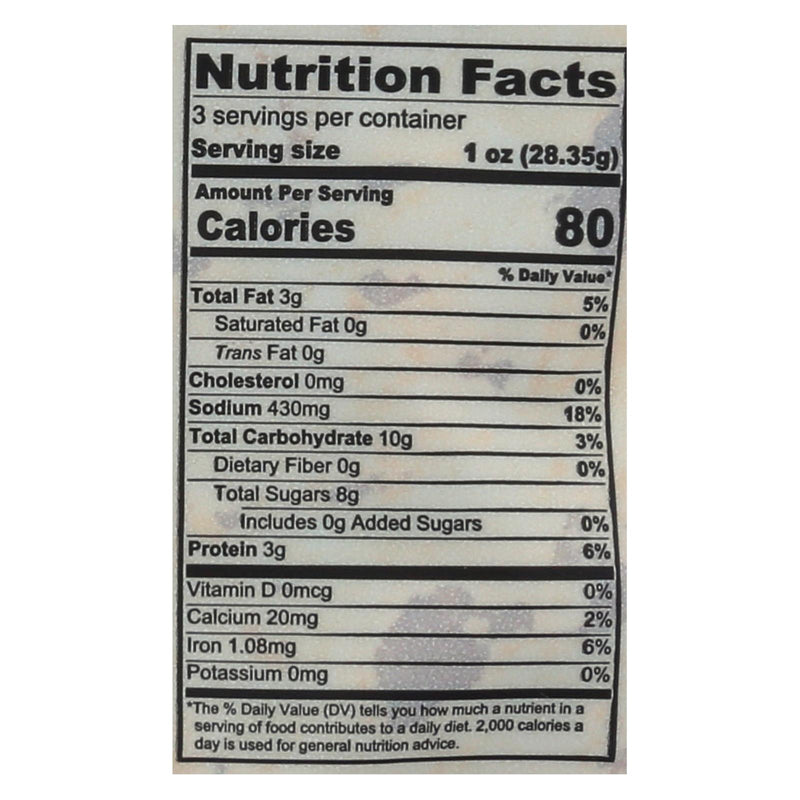 Nutrition Facts
3 servings per container
Serving size 1 oz (28.35g)
Amount Per Serving
Calories 80
% Daily Value*
Total Fat 3g 5%
Saturated Fat 0g 0%
Trans Fat 0g
Cholesterol 0mg 0%
Sodium 430mg 18%
Total Carbohydrate 10g 3%
Dietary Fiber 0g 0%
Total Sugars 8g
Includes 0g Added Sugars 0%
Protein 3g 6%
Vitamin D 0mcg 0%
Calcium 20mg 2%
Iron 1.08mg 6%
Potassium 0mg 0%
*The % Daily Value (DV) tells you how much a nutrient in a
serving of food contributes to a daily diet. 2,000 calories a
day is used for general nutrition advice.